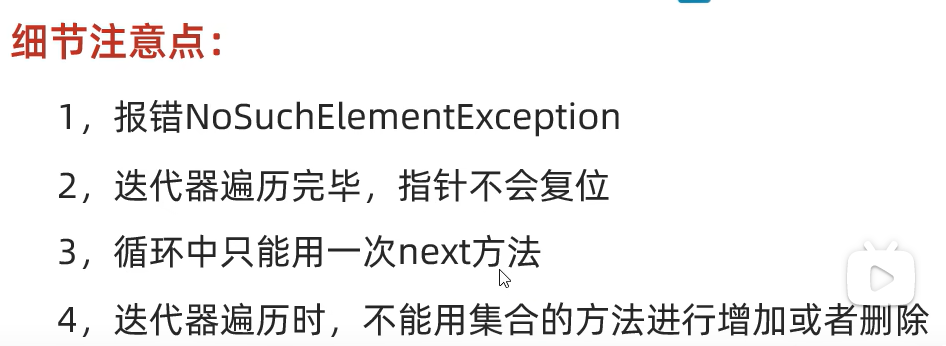 细节注意点：
1，报错NoSuchElementException
2，迭代器遍历完毕，指针不会复位
3，循环中只能用一次next方法
4，迭代器遍历时，不能用集合的方法进行增加或者删除